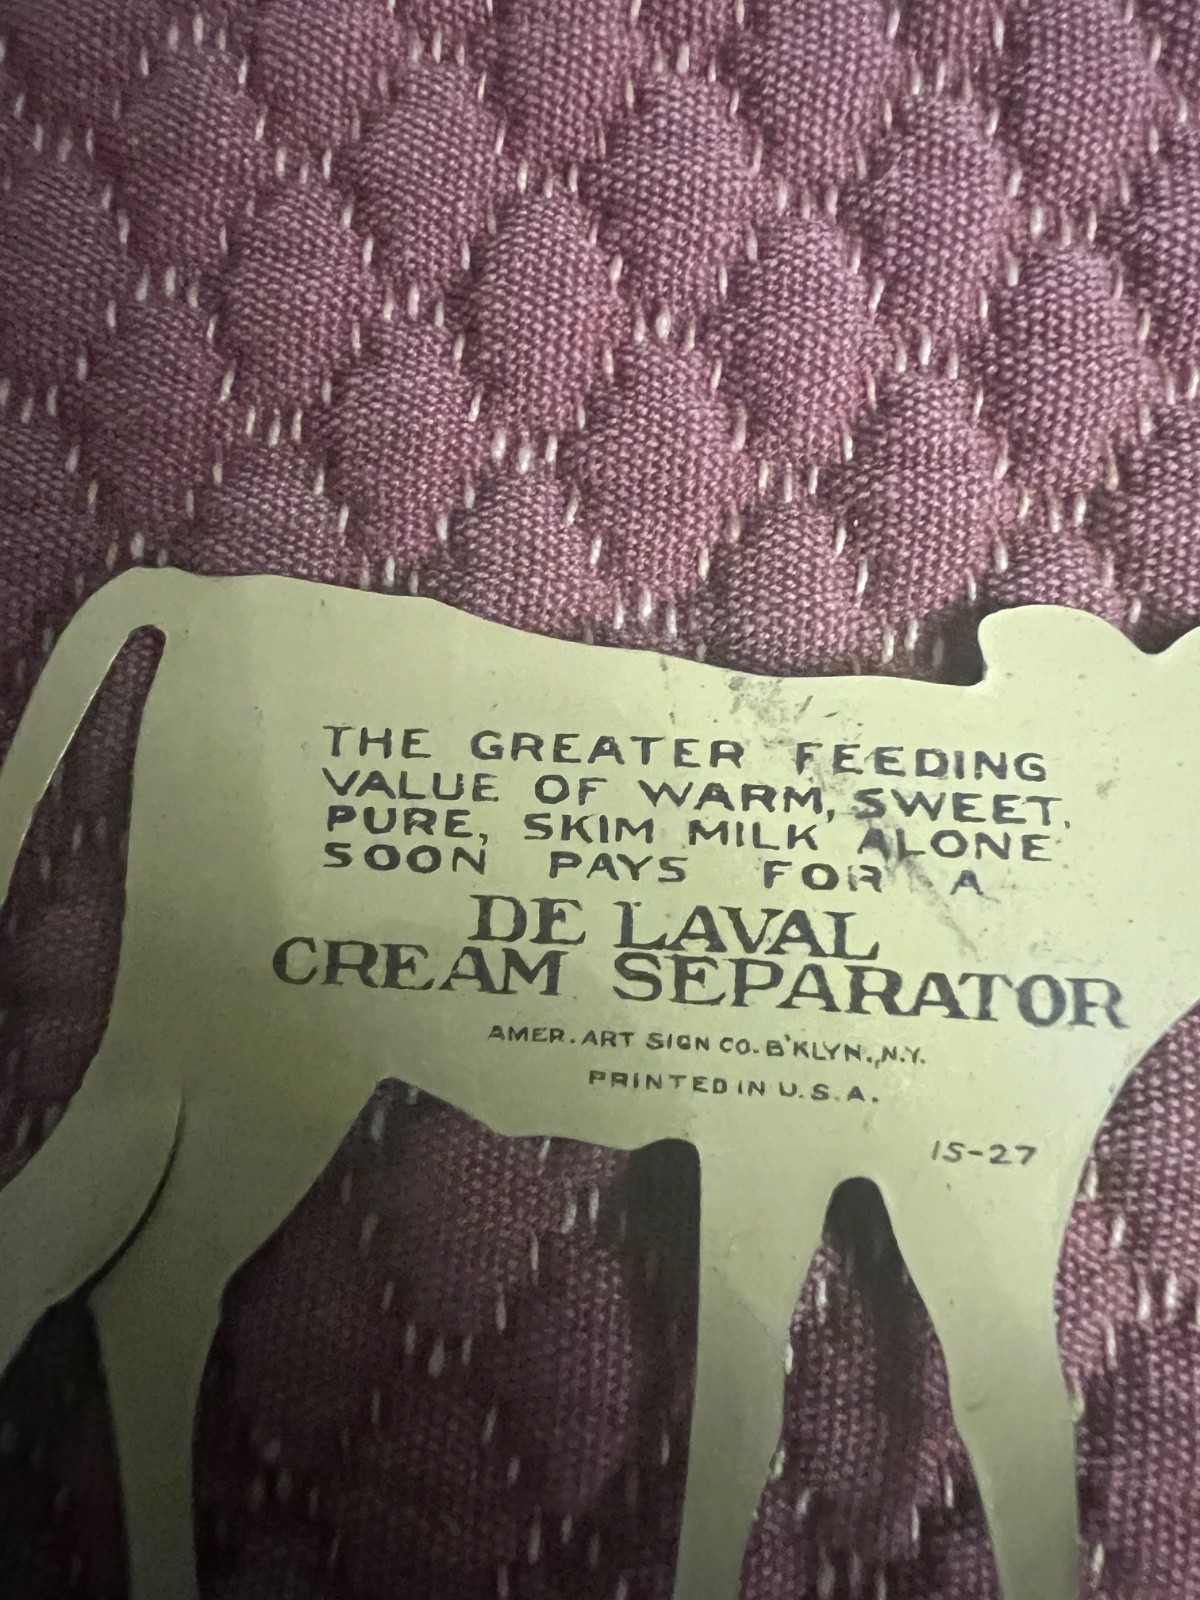 THE GREATER FEEDING
VALUE OF WARM, SWEET,
PURE, SKIM MILK ALONE
SOON PAYS FOR A
DE LAVAL
CREAM SEPARATOR
AMER. ART SIGN CO. B'KLYN., N.Y.
PRINTED IN U.S.A.
15-27